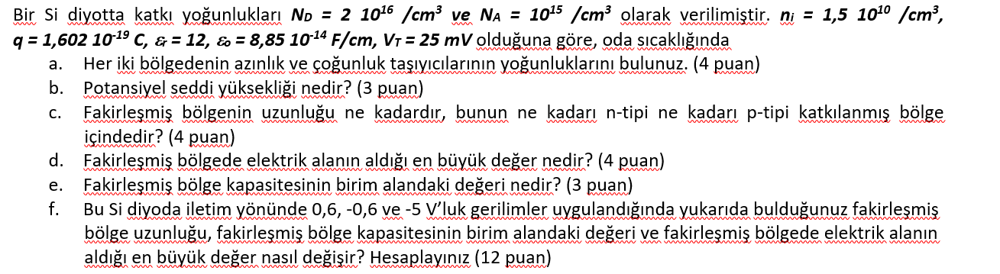 Bir Si diyotta katkı yoğunlukları N_D = 2 10^16 /cm^3 ve N_A = 10^15 /cm^3 olarak verilimiştir. n_i = 1,5 10^10 /cm^3,
q = 1,602 10^-19 C, ε_r = 12, ε_o = 8,85 10^-14 F/cm, V_T = 25 mV olduğuna göre, oda sıcaklığında
a. Her iki bölgedenin azınlık ve çoğunluk taşıyıcılarının yoğunluklarını bulunuz. (4 puan)
b. Potansiyel seddi yüksekliği nedir? (3 puan)
c. Fakirleşmiş bölgenin uzunluğu ne kadardır, bunun ne kadarı n-tipi ne kadarı p-tipi katkılanmış bölge
içindedir? (4 puan)
d. Fakirleşmiş bölgede elektrik alanın aldığı en büyük değer nedir? (4 puan)
e. Fakirleşmiş bölge kapasitesinin birim alandaki değeri nedir? (3 puan)
f. Bu Si diyoda iletim yönünde 0,6, -0,6 ve -5 V'luk gerilimler uygulandığında yukarıda bulduğunuz fakirleşmiş
bölge uzunluğu, fakirleşmiş bölge kapasitesinin birim alandaki değeri ve fakirleşmiş bölgede elektrik alanın
aldığı en büyük değer nasıl değişir? Hesaplayınız (12 puan)